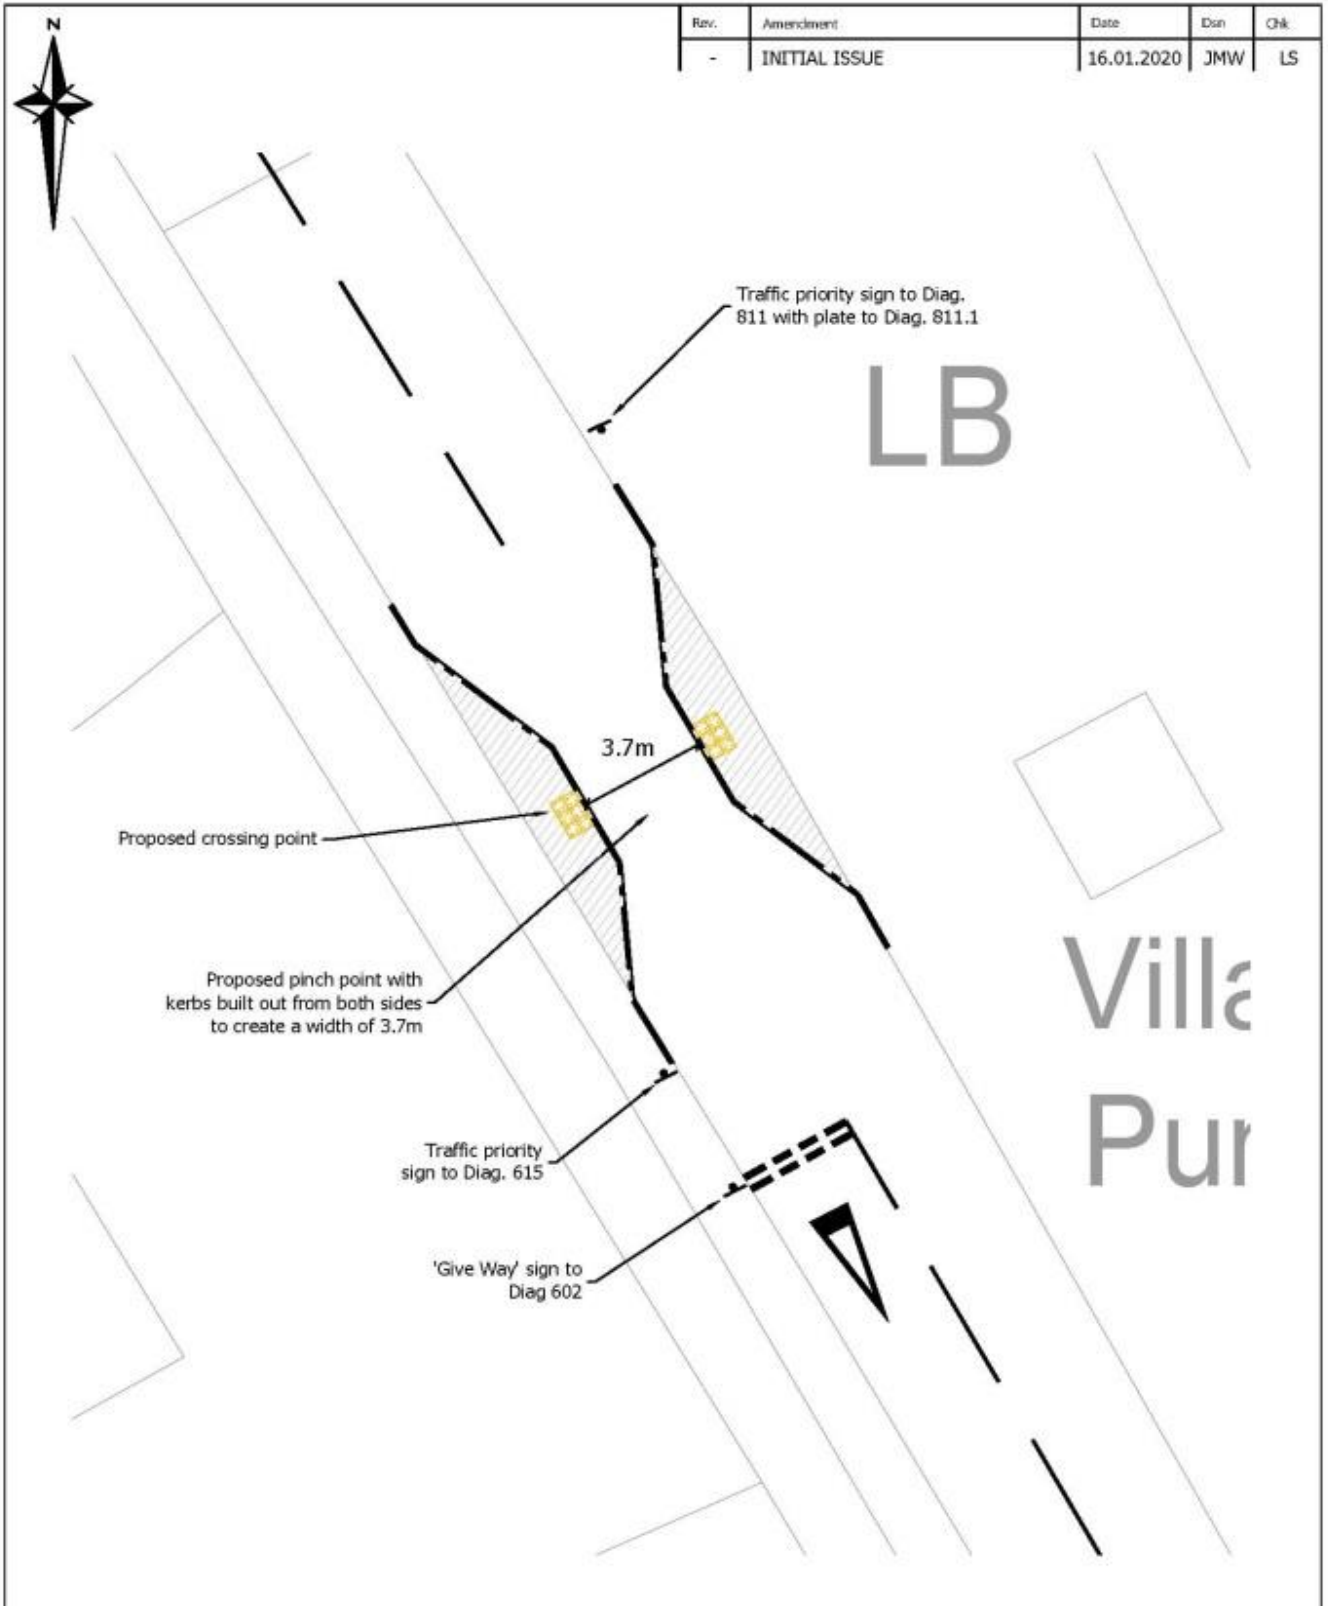 N
Rev. Amendment Date Dsn Chk
- INITIAL ISSUE 16.01.2020 JMW LS
Traffic priority sign to Diag.
811 with plate to Diag. 811.1
LB
3.7m
Proposed crossing point
Proposed pinch point with
kerbs built out from both sides
to create a width of 3.7m
Villa
Pur
Traffic priority
sign to Diag. 615
'Give Way' sign to
Diag 602